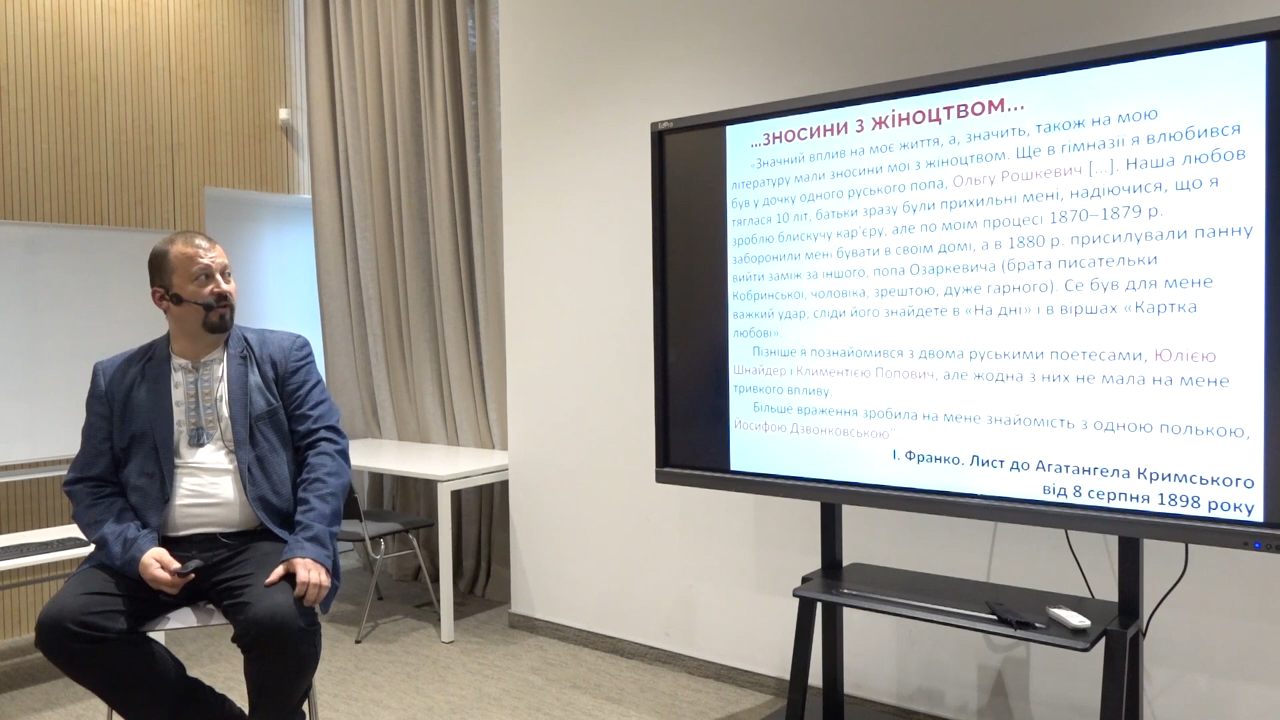 EdPro
...ЗНОСИНИ З ЖІНОЦТВОМ...
«Значний вплив на моє життя, а, значить, також на мою
літературу мали зносини мої з жіноцтвом. Ще в гімназії я влюбився
був у дочку одного руського попа, Ольгу Рошкевич [...]. Наша любов
тяглася 10 літ, батьки зразу були прихильні мені, надіючися, що я
зроблю блискучу кар'єру, але по моїм процесі 1870–1879 р.
заборонили мені бувати в своїм домі, а в 1880 р. присилували панну
вийти заміж за іншого, попа Озаркевича (брата писательки
Кобринської, чоловіка, зрештою, дуже гарного). Се був для мене
важкий удар, сліди його знайдете в «На дні» і в віршах «Картка
любові».
Пізніше я познайомився з двома руськими поетесами, Юлією
Шнайдер і Климентією Попович, але жодна з них не мала на мене
тривкого впливу.
Більше враження зробила на мене знайомість з одною полькою,
Йосифою Дзвонковською"
І. Франко. Лист до Агатангела Кримського
від 8 серпня 1898 року